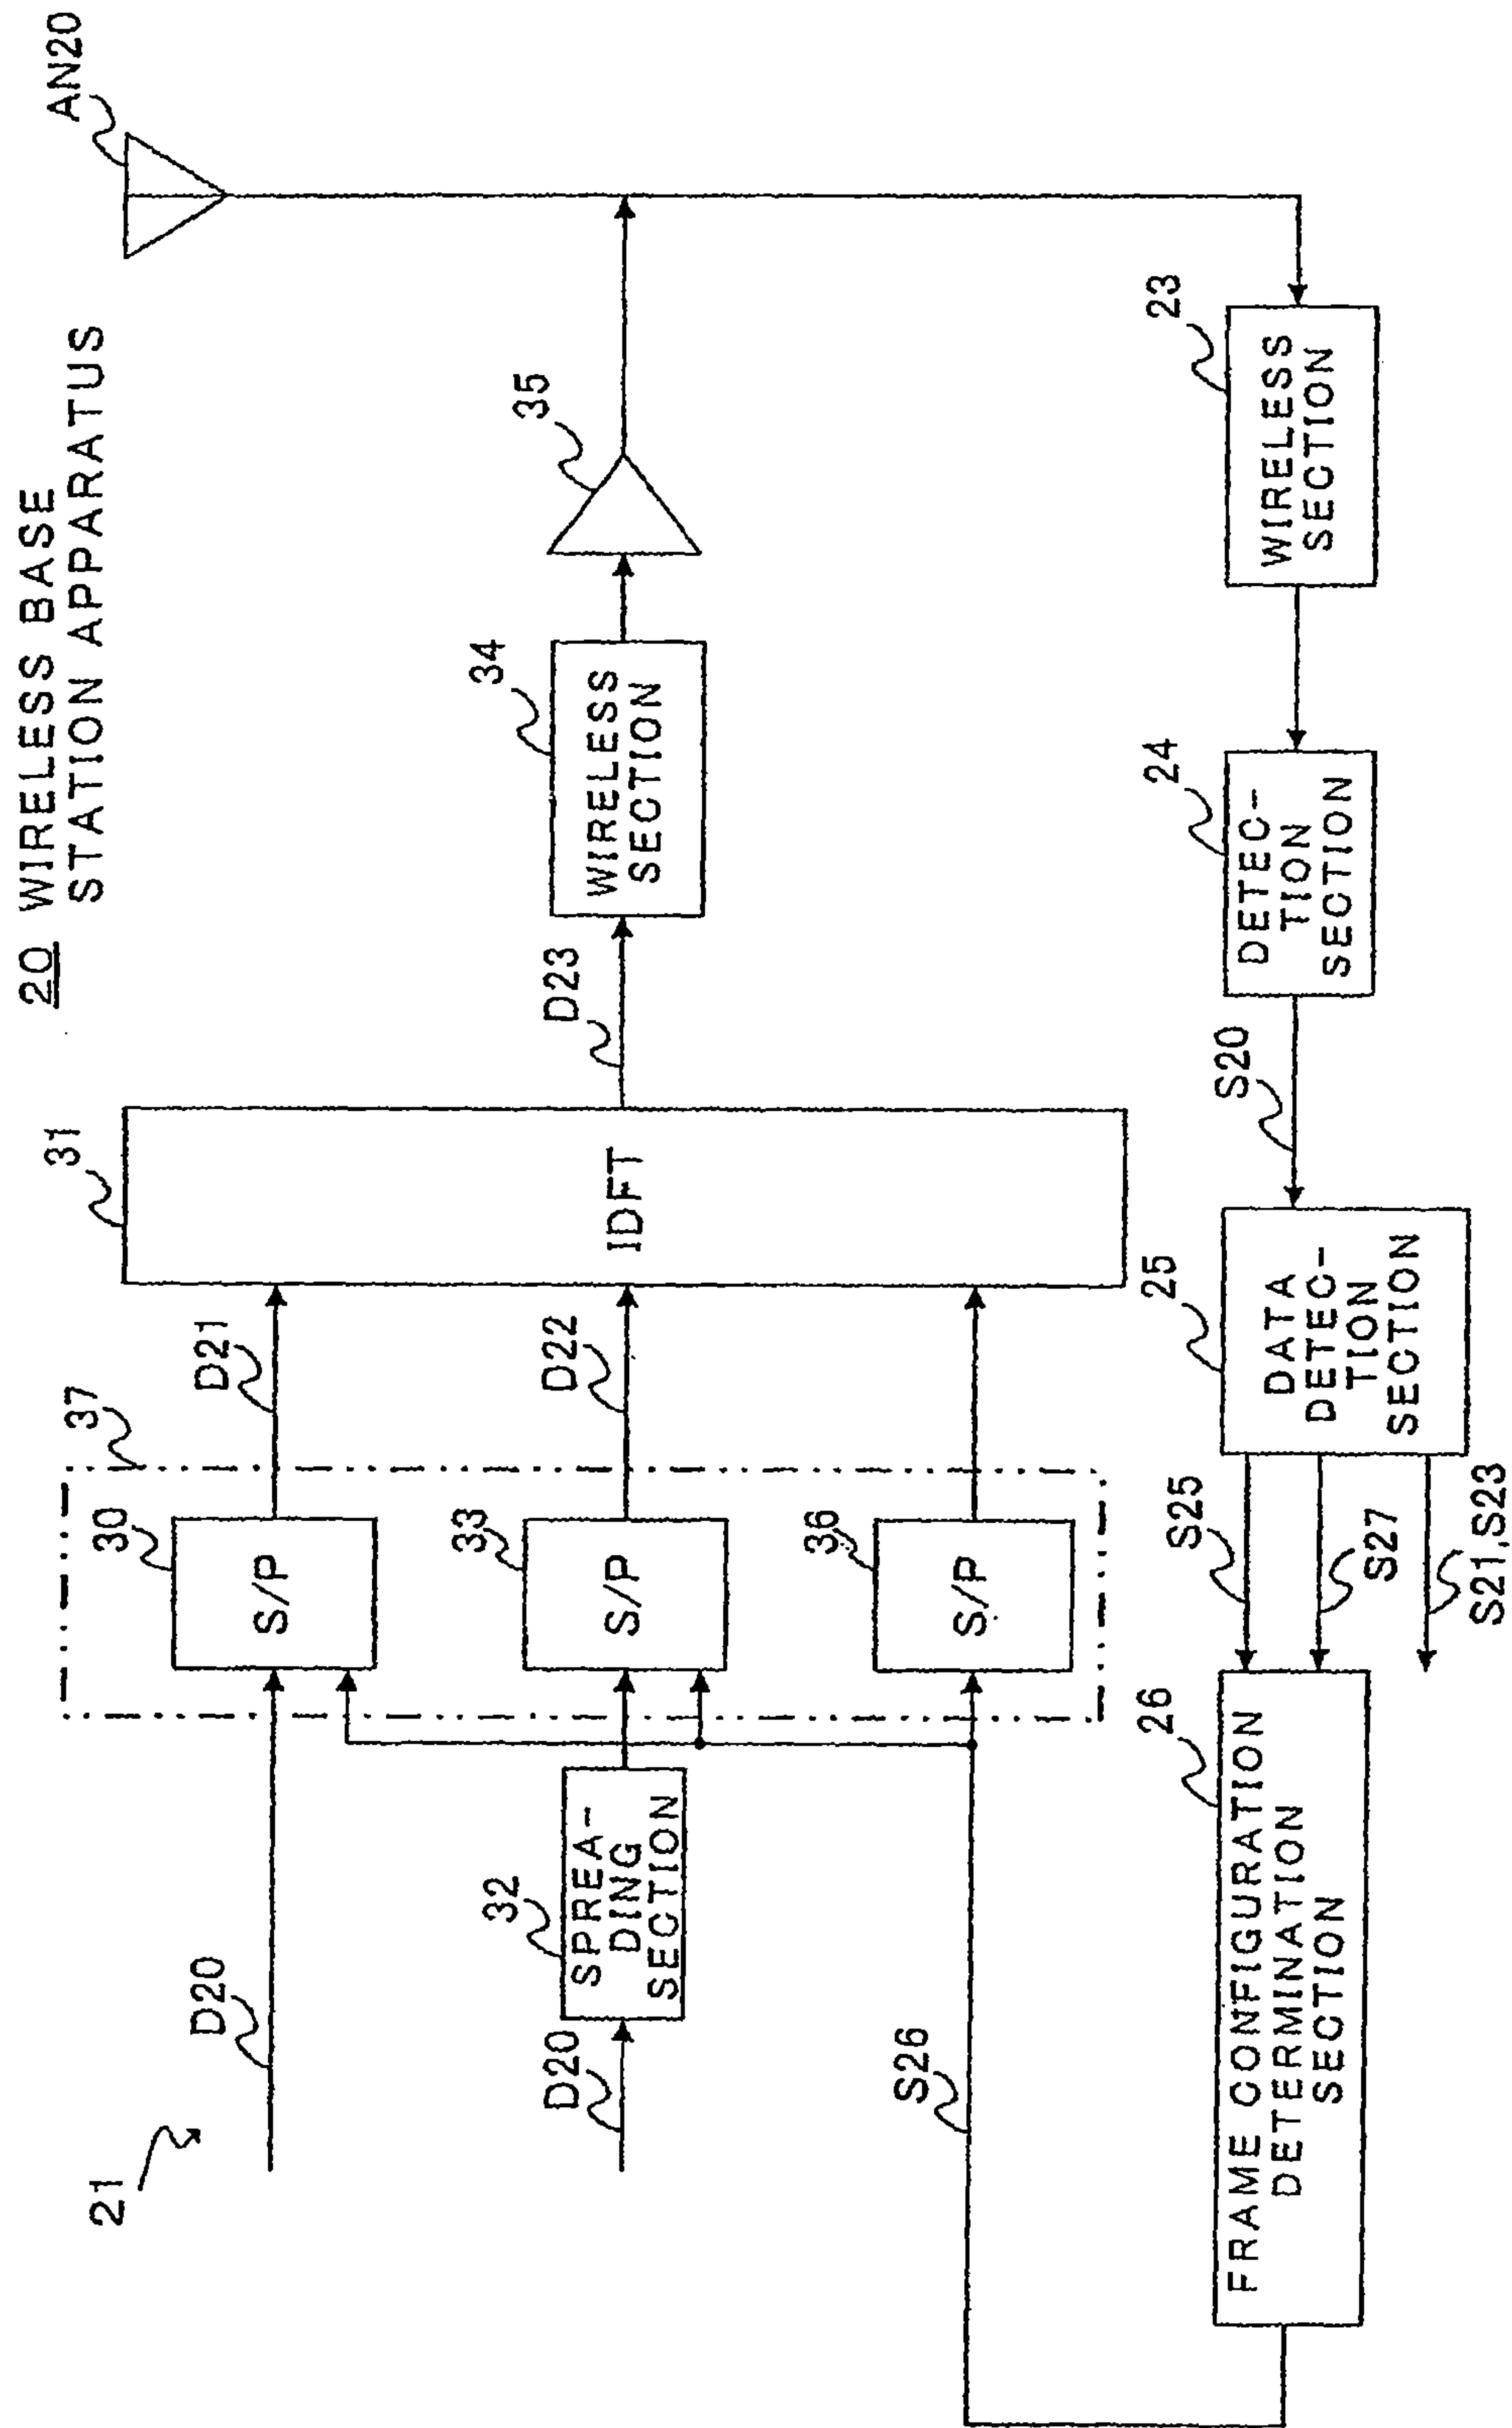 20 WIRELESS BASE
STATION APPARATUS
AN20
21
D20
30
S/P
37
D21
31
IDFT
D20
32
SPREA-
DING
SECTION
33
S/P
D22
D23
34
WIRELESS
SECTION
35
S26
36
S/P
26
FRAME CONFIGURATION
DETERMINATION
SECTION
S25
S27
S21,S23
25
DATA
DETEC-
TION
SECTION
S20
24
DETEC-
TION
SECTION
23
WIRELESS
SECTION